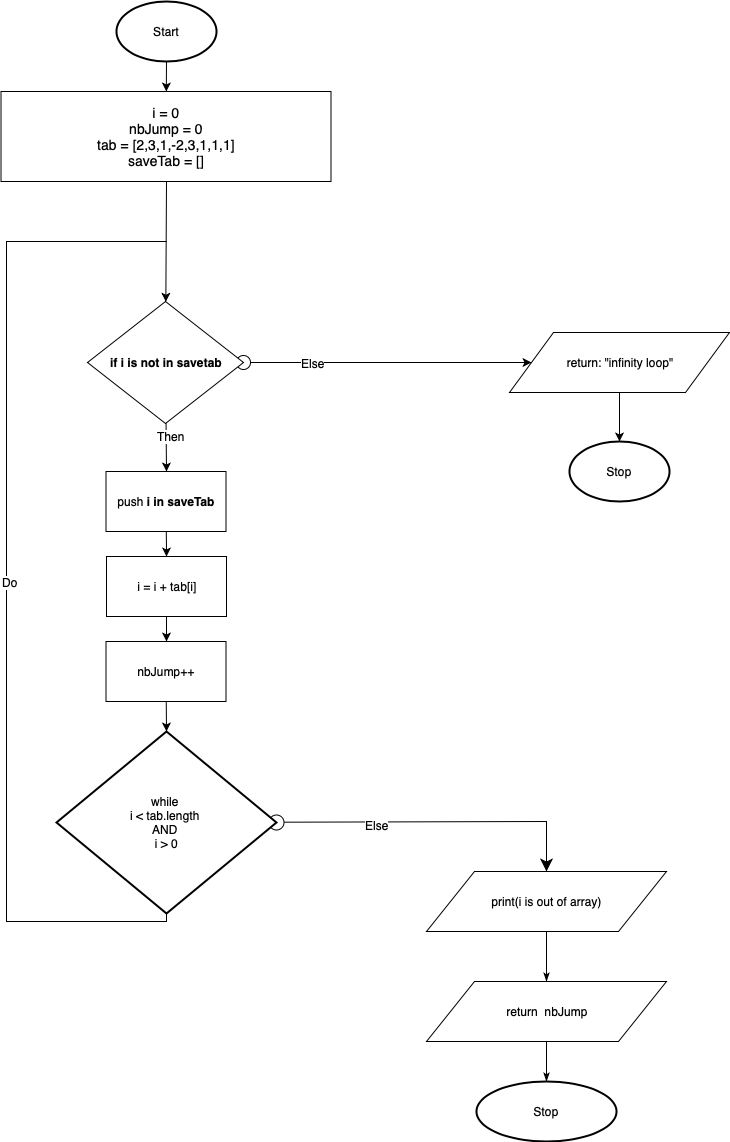 Start
i = 0
nbJump = 0
tab = [2,3,1,-2,3,1,1,1]
saveTab = []
if i is not in savetab
Else
return: "infinity loop"
Then
Stop
push i in saveTab
Do
i = i + tab[i]
nbJump++
while
i < tab.length
AND
i > 0
Else
print(i is out of array)
return nbJump
Stop